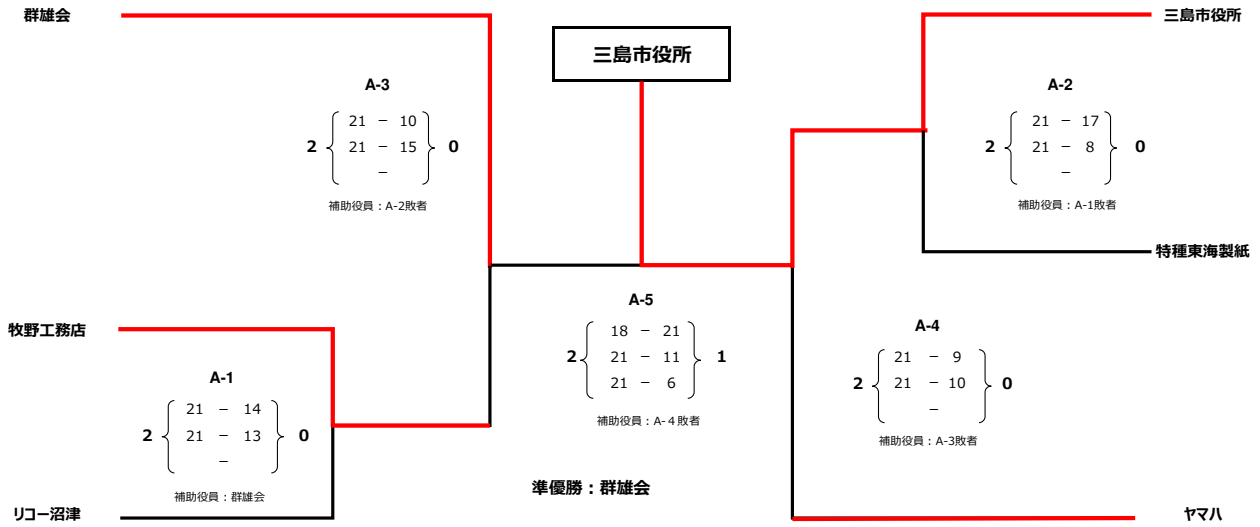 群雄会
三島市役所
三島市役所
A-3
21 － 10
2 21 － 15 0
－
補助役員：A-2敗者
A-2
21 － 17
2 21 － 8 0
－
補助役員：A-1敗者
特種東海製紙
牧野工務店
A-5
18 － 21
2 21 － 11 1
21 － 6
補助役員：A-４敗者
A-4
21 － 9
2 21 － 10 0
－
補助役員：A-3敗者
A-1
21 － 14
2 21 － 13 0
－
補助役員：群雄会
準優勝：群雄会
リコー沼津
ヤマハ